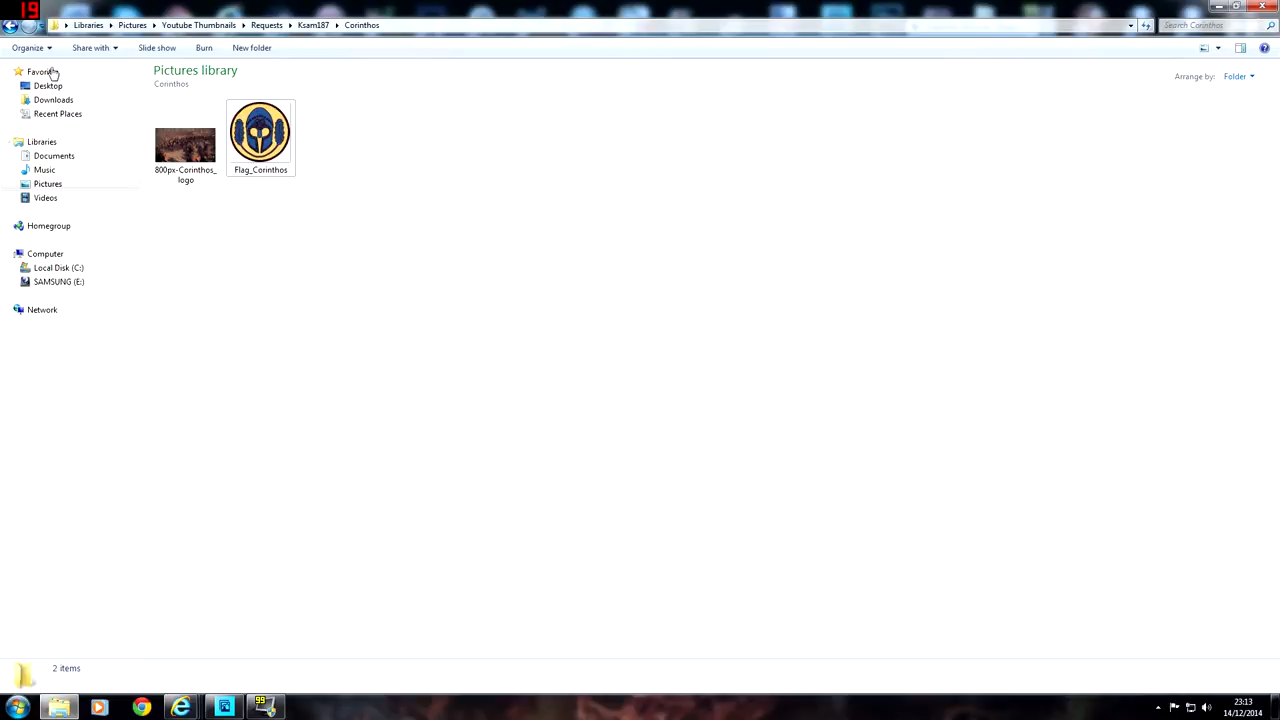 19
Libraries Pictures Youtube Thumbnails Requests Ksam187 Corinthos Search Corinthos
Organize Share with Slide show Burn New folder
Favorites
Desktop
Downloads
Recent Places
Libraries
Documents
Music
Pictures
Videos
Homegroup
Computer
Local Disk (C:)
SAMSUNG (E:)
Network
Pictures library
Corinthos
Arrange by: Folder
800px-Corinthos_
logo
Flag_Corinthos
2 items
99
23:13
14/12/2014